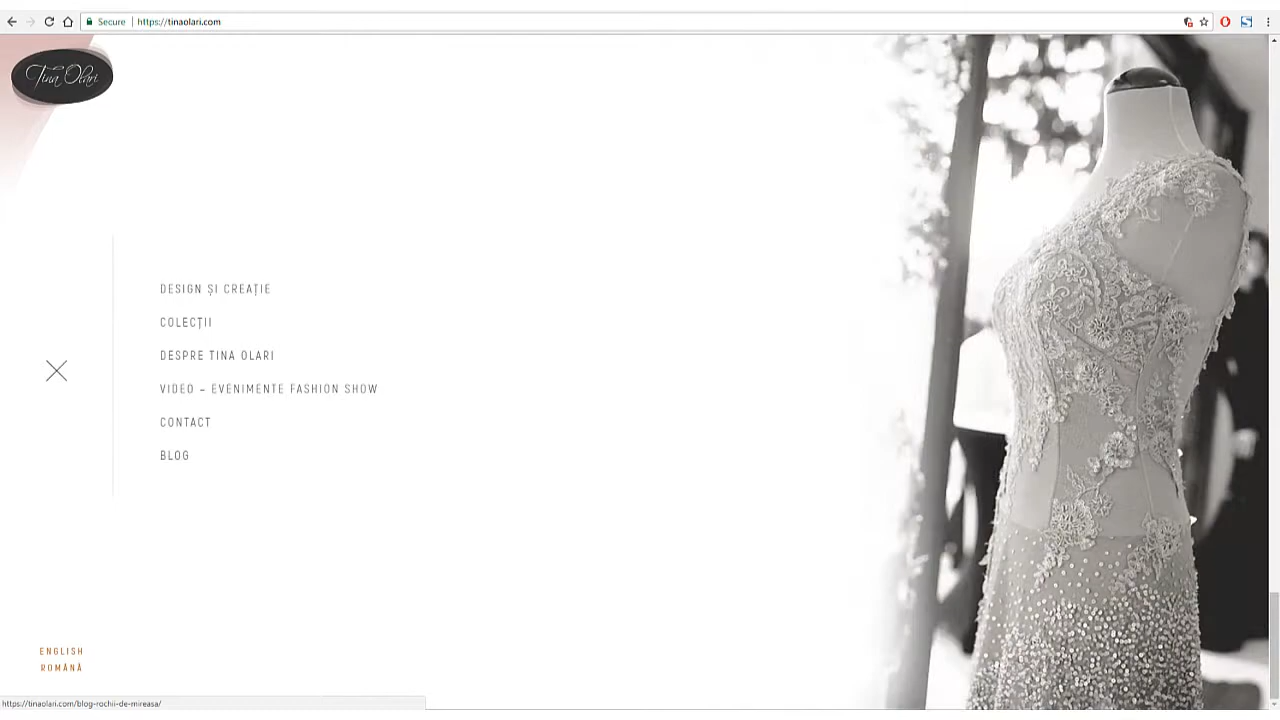 Secure | https://tinaolari.com
Tina Olari
DESIGN ȘI CREAȚIE
COLECȚII
DESPRE TINA OLARI
VIDEO – EVENIMENTE FASHION SHOW
CONTACT
BLOG
ENGLISH
ROMÂNĂ
https://tinaolari.com/blog-rochii-de-mireasa/